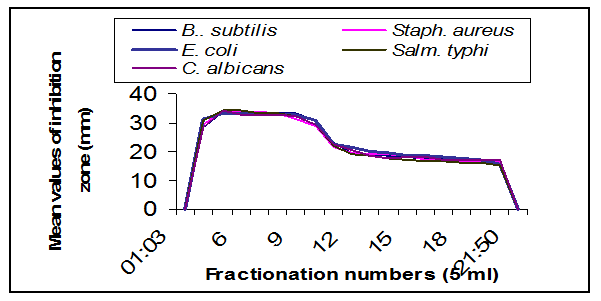 B.. subtilis Staph. aureus
E. coli Salm. typhi
C. albicans
Mean values of inhibition
zone (mm)
40
30
20
10
0
01:03 6 9 12 15 18 21:50
Fractionation numbers (5 ml)